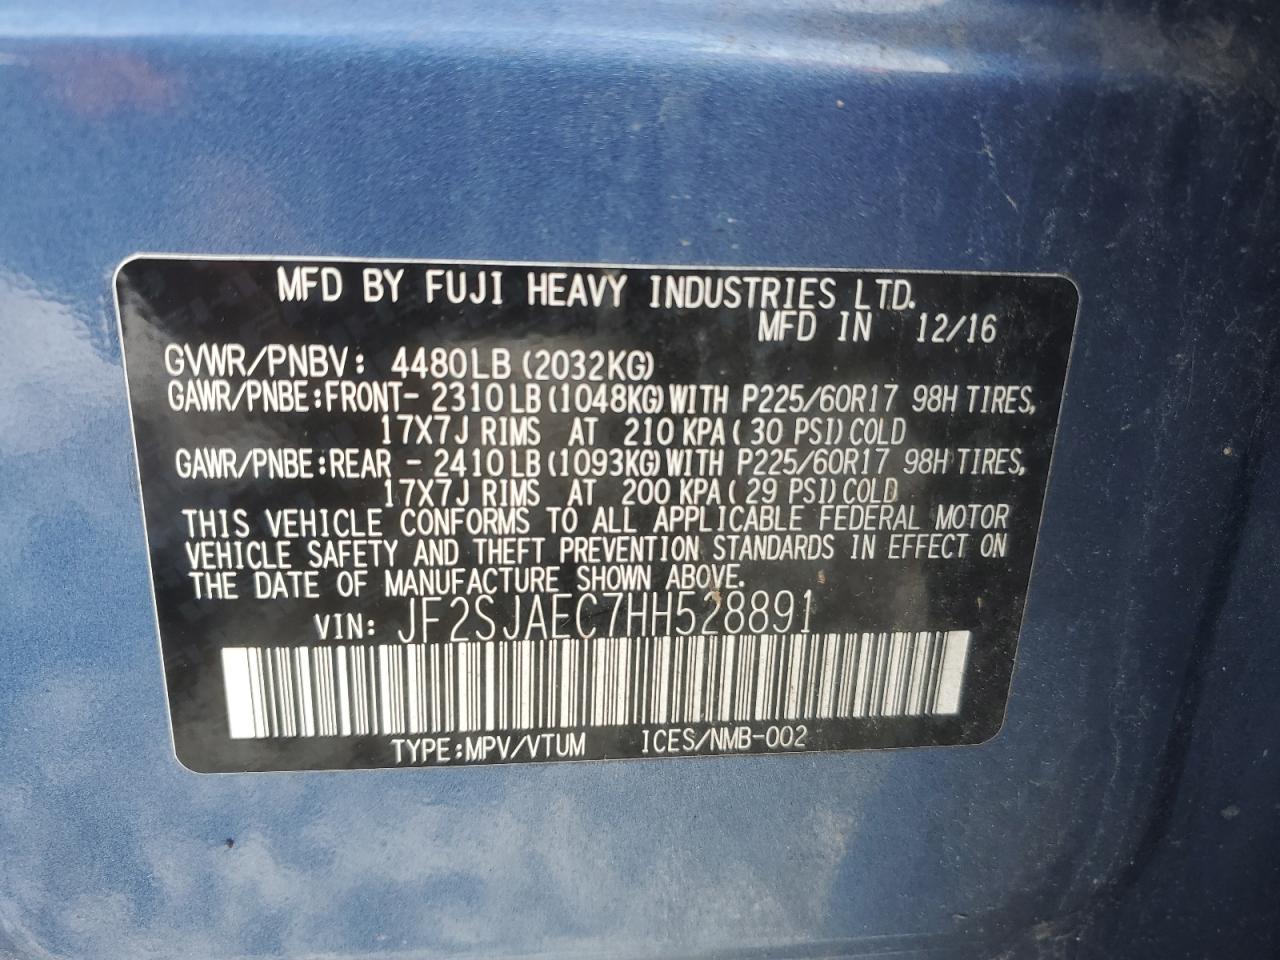 MFD BY FUJI HEAVY INDUSTRIES LTD.
MFD IN 12/16
GVWR/PNBV: 4480LB (2032KG)
GAWR/PNBE:FRONT- 2310LB (1048KG) WITH P225/60R17 98H TIRES,
17X7J RIMS AT 210 KPA ( 30 PSI) COLD
GAWR/PNBE:REAR - 2410LB (1093KG) WITH P225/60R17 98H TIRES,
17X7J RIMS AT 200 KPA ( 29 PSI) COLD
THIS VEHICLE CONFORMS TO ALL APPLICABLE FEDERAL MOTOR
VEHICLE SAFETY AND THEFT PREVENTION STANDARDS IN EFFECT ON
THE DATE OF MANUFACTURE SHOWN ABOVE.
VIN: JF2SJAEC7HH528891
TYPE:MPV/VTUM ICES/NMB-002